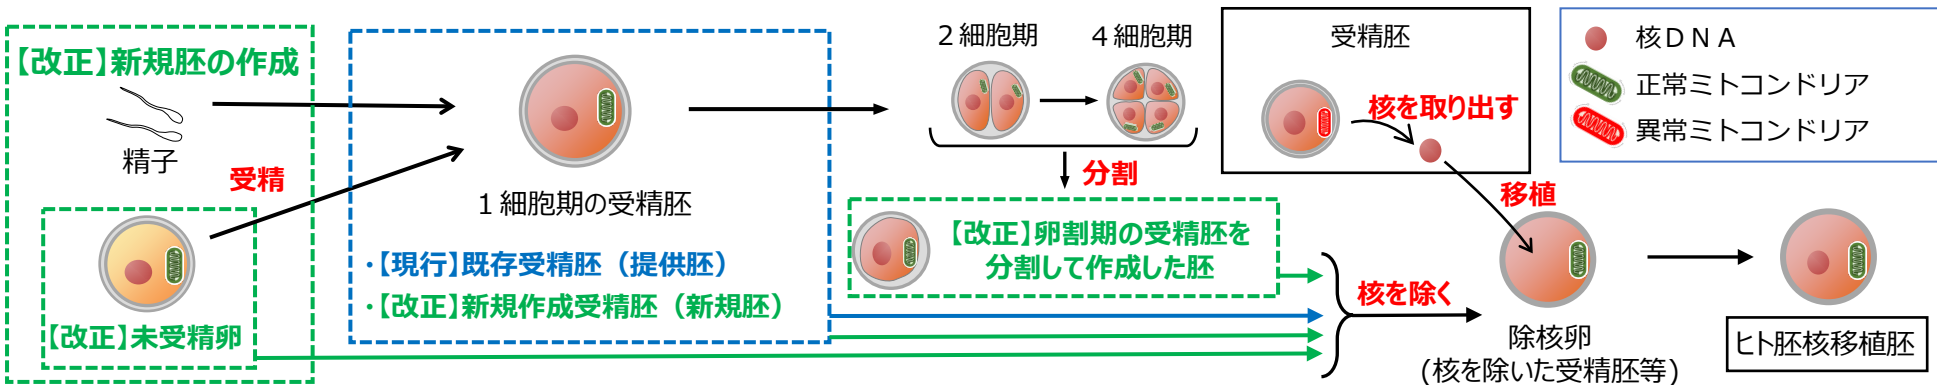 【改正】新規胚の作成
精子
受精
【改正】未受精卵
1細胞期の受精胚
・【現行】既存受精胚（提供胚）
・【改正】新規作成受精胚（新規胚）
２細胞期
４細胞期
分割
【改正】卵割期の受精胚を
分割して作成した胚
受精胚
核を取り出す
移植
核を除く
除核卵
(核を除いた受精胚等)
ヒト胚核移植胚
核ＤＮＡ
正常ミトコンドリア
異常ミトコンドリア